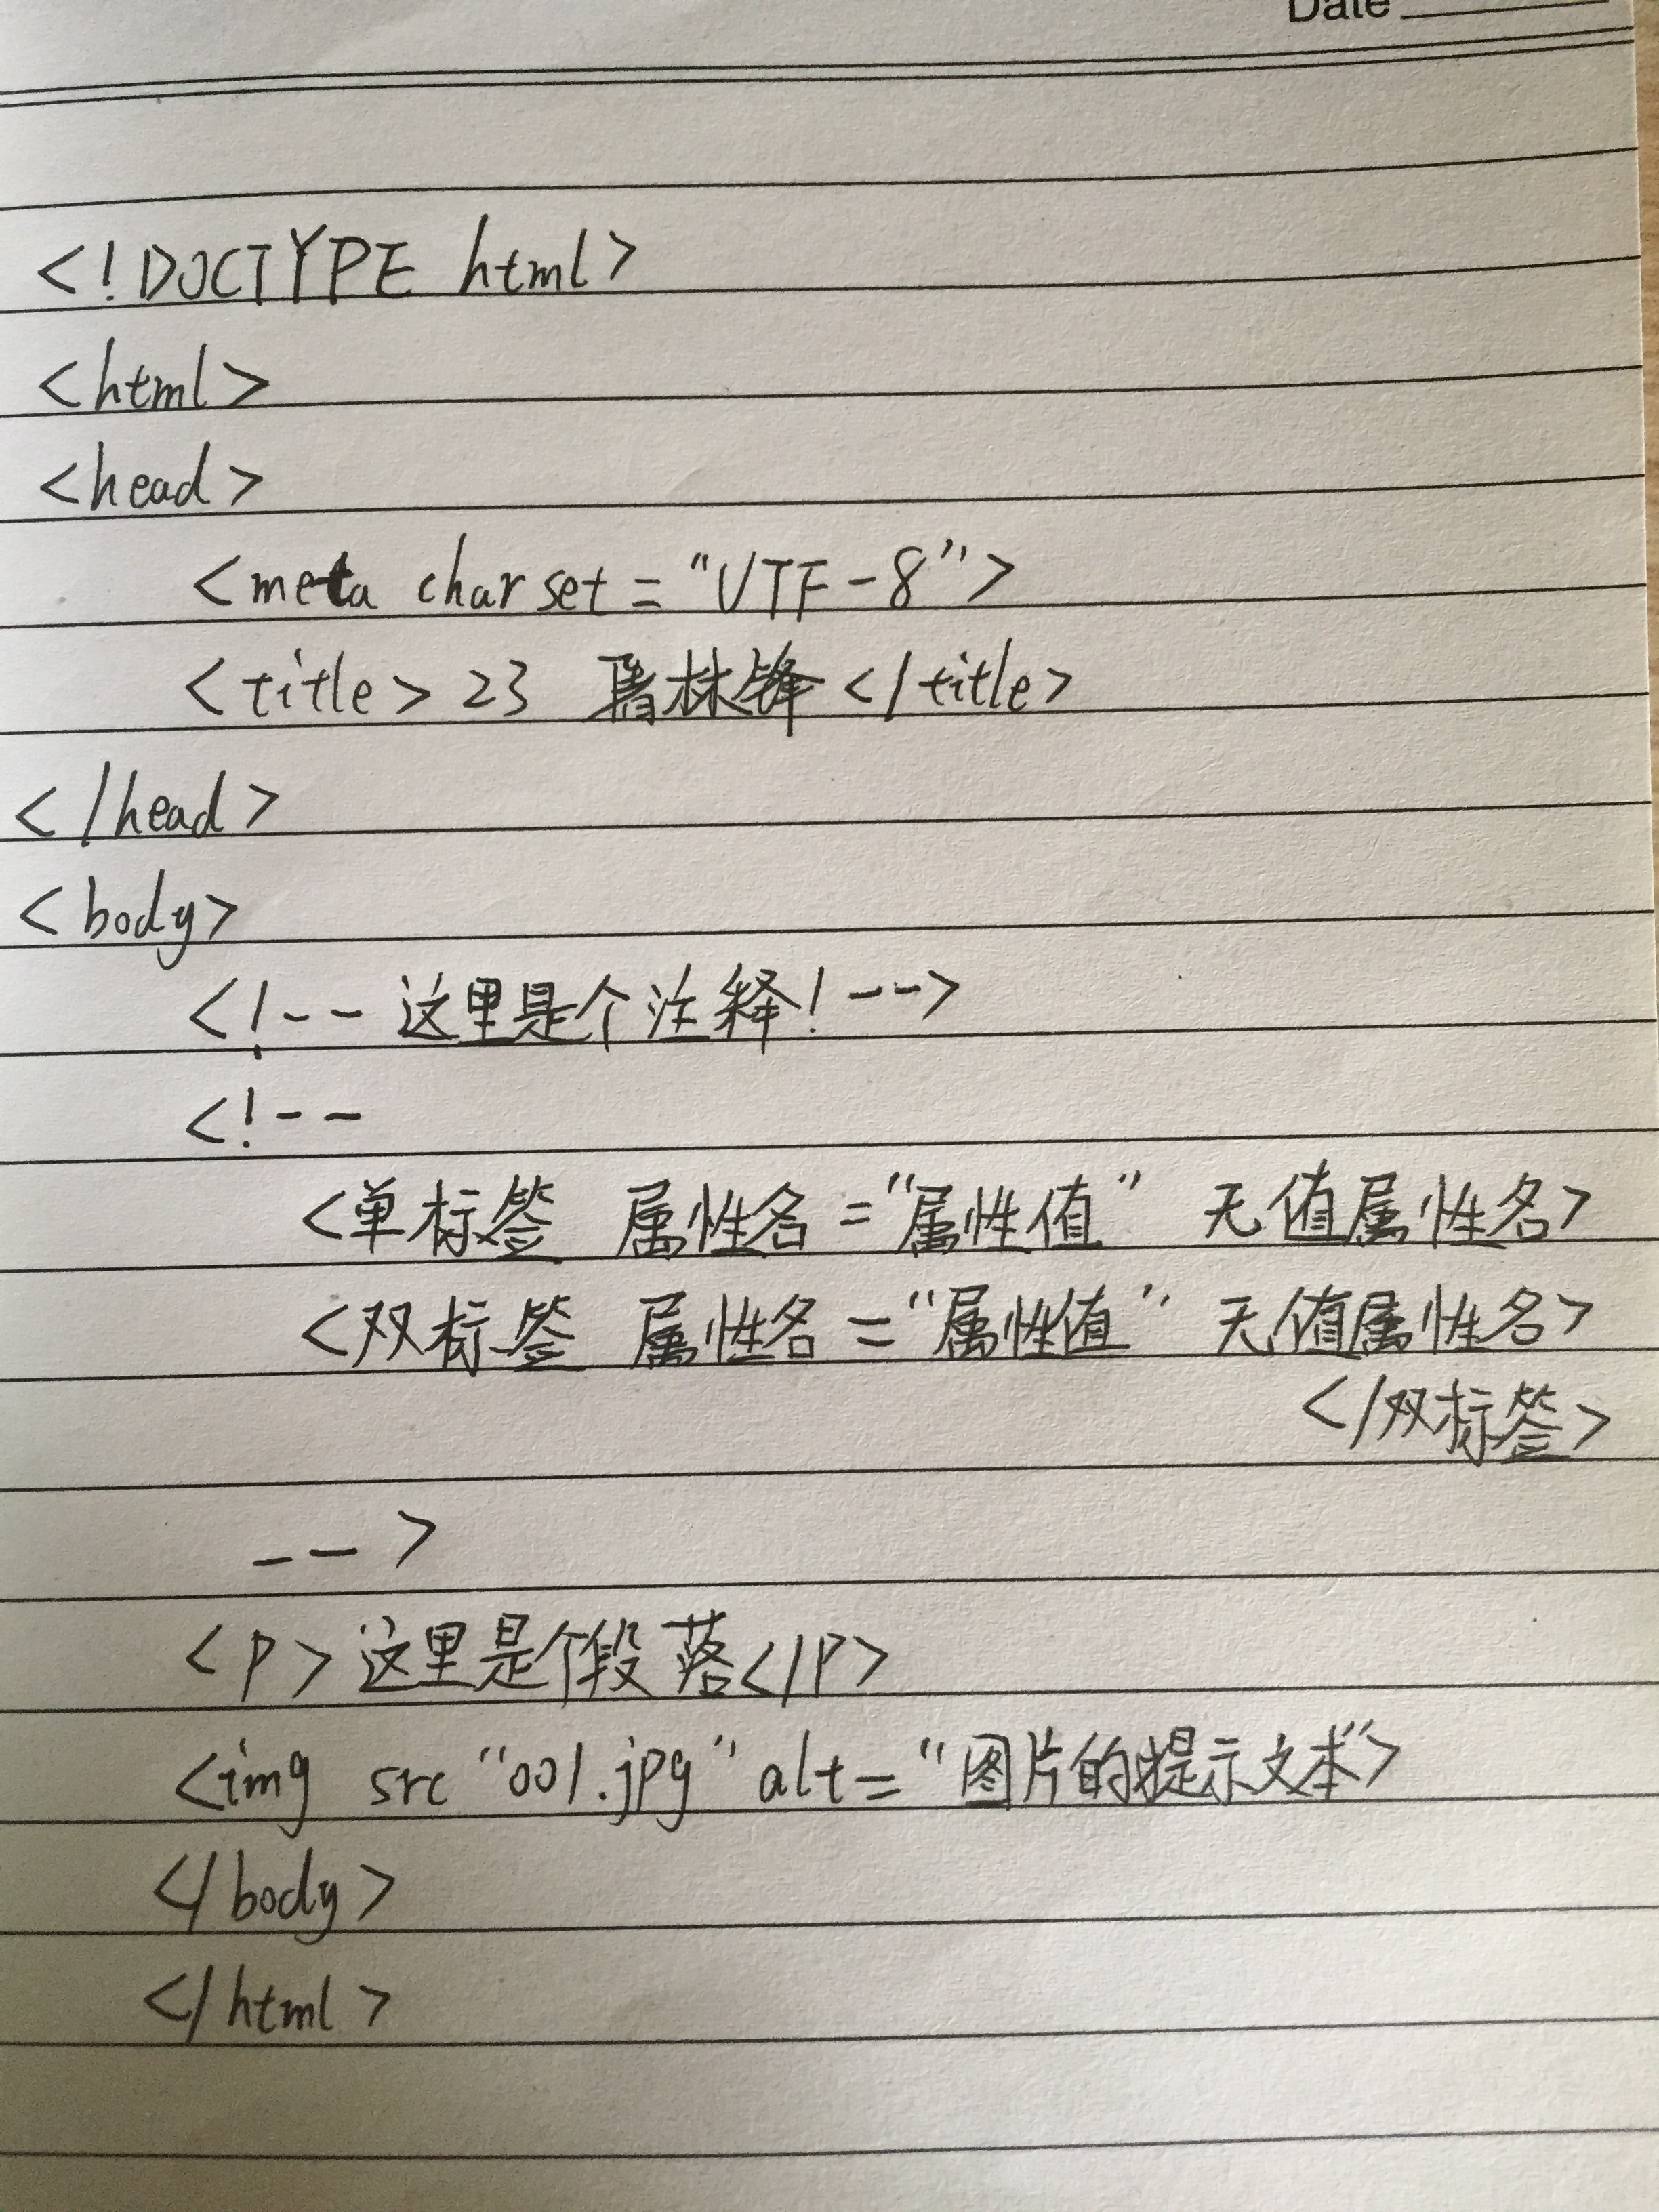 Date
<!DOCTYPE html>
<html>
<head>
<meta charset = "UTF-8">
<title> 23 林锋 </title>
</head>
<body>
<!-- 这里是个注释! -->
<!--
<单标签 属性名 = "属性值" 无值属性名>
<双标签 属性名 = "属性值" 无值属性名>
</双标签>
-->
<P> 这里是个段落</P>
<img src "001.jpg" alt = "图片的提示文本">
</body>
</html>